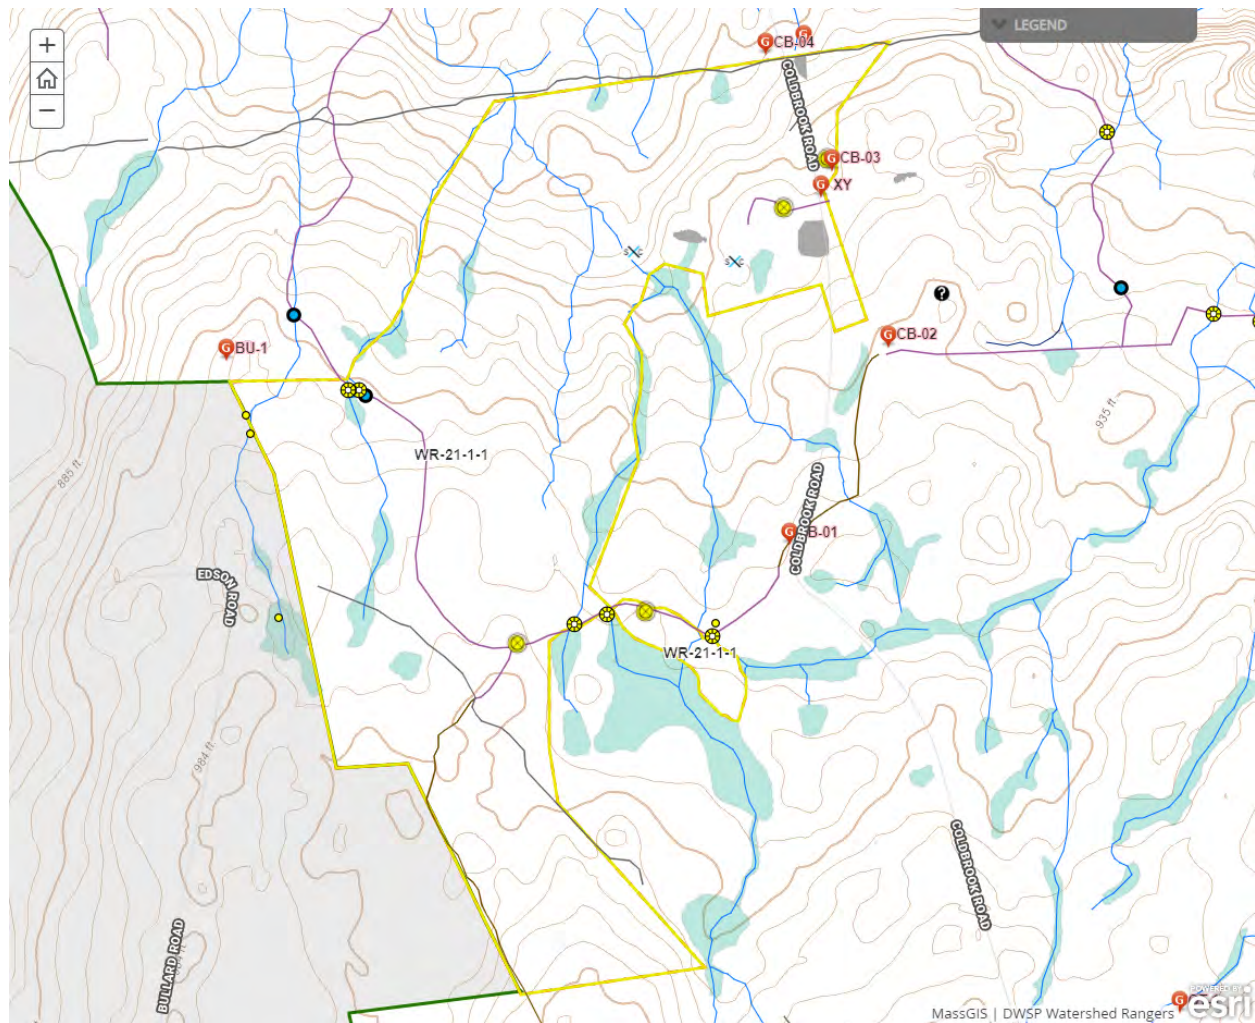 +
−
LEGEND
CB-04
COLDBROOK ROAD
G
CB-03
G
XY
S
C
S
C
?
G
CB-02
G
BU-1
935 ft
WR-21-1-1
885 ft
G
B-01
COLDBROOK ROAD
EDSON ROAD
WR-21-1-1
984 ft
COLDBROOK ROAD
BULLARD ROAD
G
MassGIS | DWSP Watershed Rangers
POWERED BY
esri